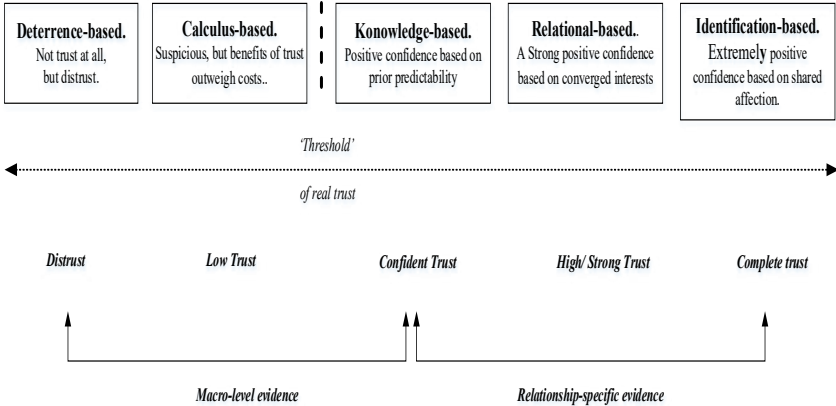 Deterrence-based.
Not trust at all,
but distrust.
Calculus-based.
Suspicious, but benefits of trust
outweigh costs..
Konowledge-based.
Positive confidence based on
prior predictability
Relational-based..
A Strong positive confidence
based on converged interests
Identification-based.
Extremely positive
confidence based on shared
affection.
'Threshold'
of real trust
Distrust
Low Trust
Confident Trust
High/ Strong Trust
Complete trust
Macro-level evidence
Relationship-specific evidence